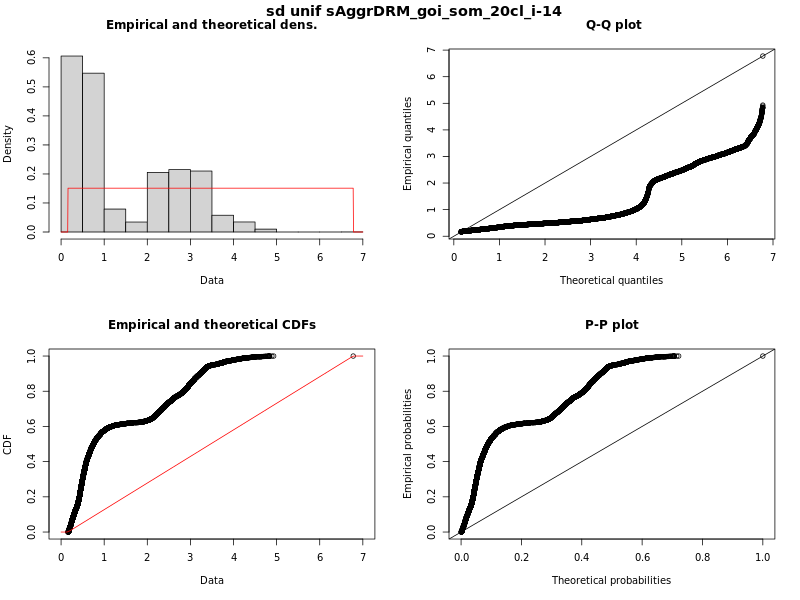 sd unif sAggrDRM_goi_som_20cl_i-14
Empirical and theoretical dens.
Density
0.0 0.1 0.2 0.3 0.4 0.5 0.6
0 1 2 3 4 5 6 7
Data
Q-Q plot
Empirical quantiles
0 1 2 3 4 5 6 7
0 1 2 3 4 5 6 7
Theoretical quantiles
Empirical and theoretical CDFs
CDF
0.0 0.2 0.4 0.6 0.8 1.0
0 1 2 3 4 5 6 7
Data
P-P plot
Empirical probabilities
0.0 0.2 0.4 0.6 0.8 1.0
0.0 0.2 0.4 0.6 0.8 1.0
Theoretical probabilities